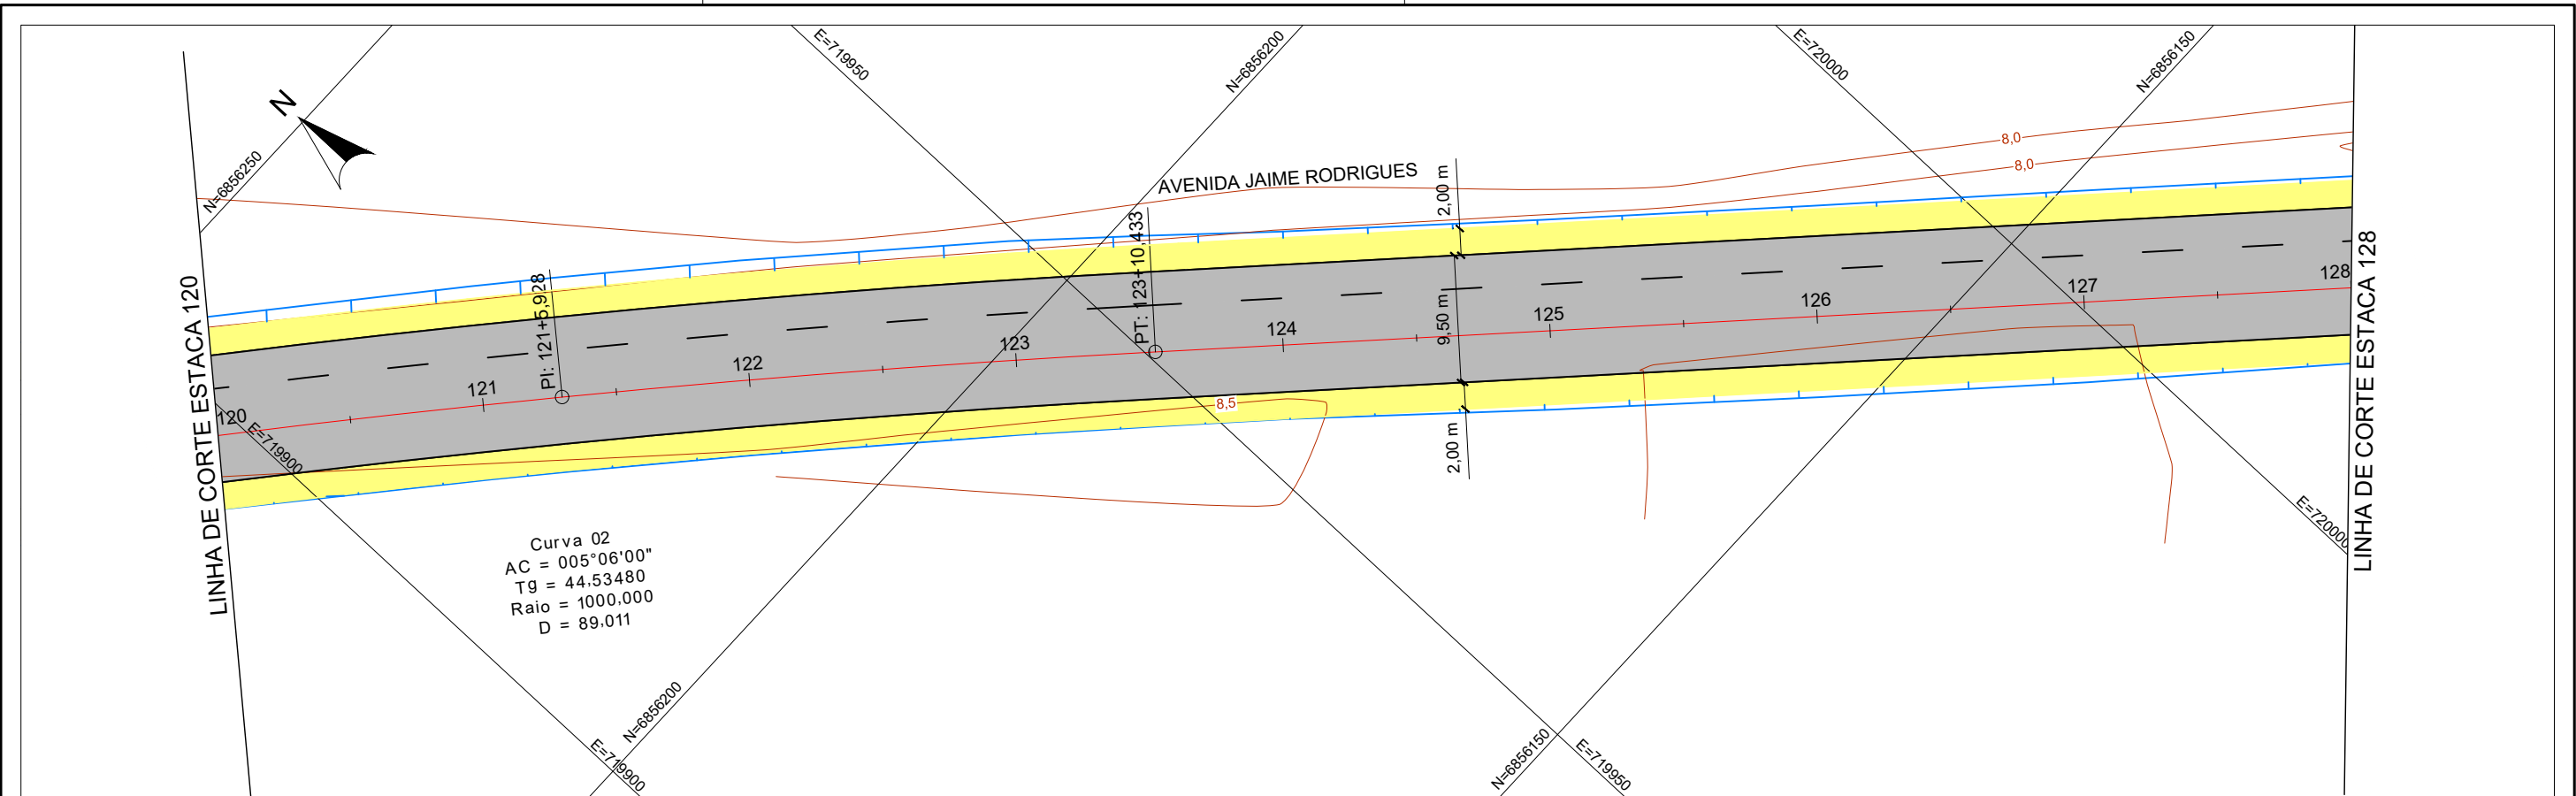 E=719950
N=6856200
E=720000
N=6856150
N
N=6856250
8,0
8,0
AVENIDA JAIME RODRIGUES
2,00 m
LINHA DE CORTE ESTACA 120
PI: 121+5,928
PT: 123+10,433
9,50 m
LINHA DE CORTE ESTACA 128
120
121
122
123
124
125
126
127
128
8,5
2,00 m
E=719900
E=720000
Curva 02
AC = 005°06'00"
Tg = 44,53480
Raio = 1000,000
D = 89,011
N=6856200
E=719900
N=6856150
E=719950